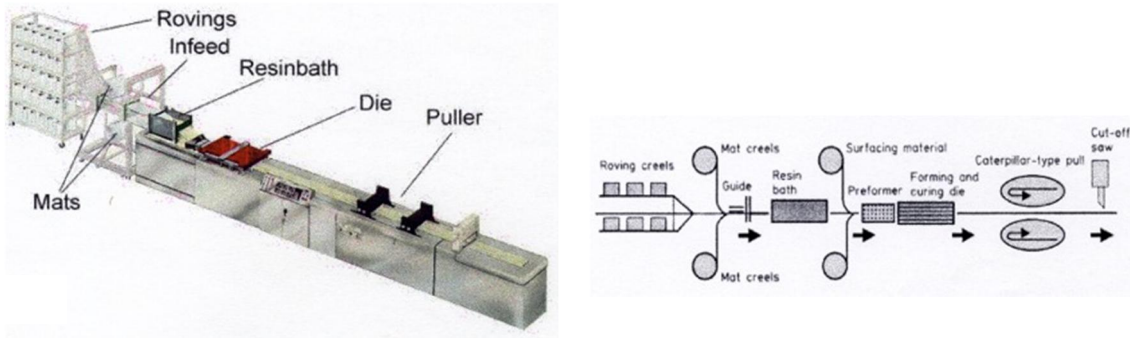 Rovings
Infeed
Resinbath
Die
Puller
Mats
Cut-off
saw
Mat creels
Surfacing material
Caterpillar-type pull
Roving creels
Guide
Resin
bath
Preformer
Forming and
curing die
Mat creels